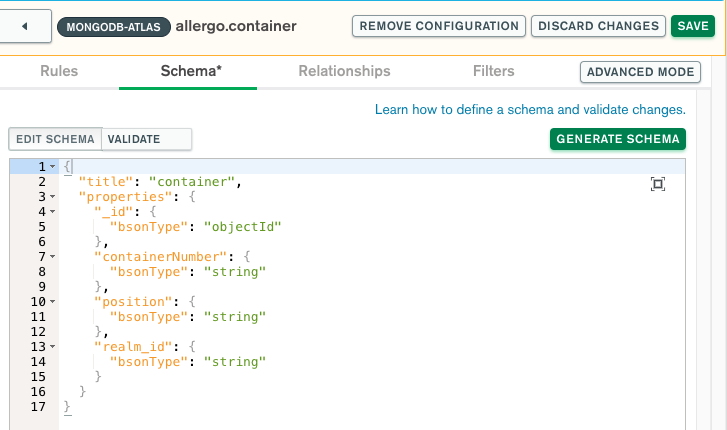 MONGODB-ATLAS allergo.container REMOVE CONFIGURATION DISCARD CHANGES SAVE
Rules Schema* Relationships Filters ADVANCED MODE
Learn how to define a schema and validate changes.
EDIT SCHEMA VALIDATE GENERATE SCHEMA
1 {
2 "title": "container",
3 "properties": {
4 "_id": {
5 "bsonType": "objectId"
6 },
7 "containerNumber": {
8 "bsonType": "string"
9 },
10 "position": {
11 "bsonType": "string"
12 },
13 "realm_id": {
14 "bsonType": "string"
15 }
16 }
17 }